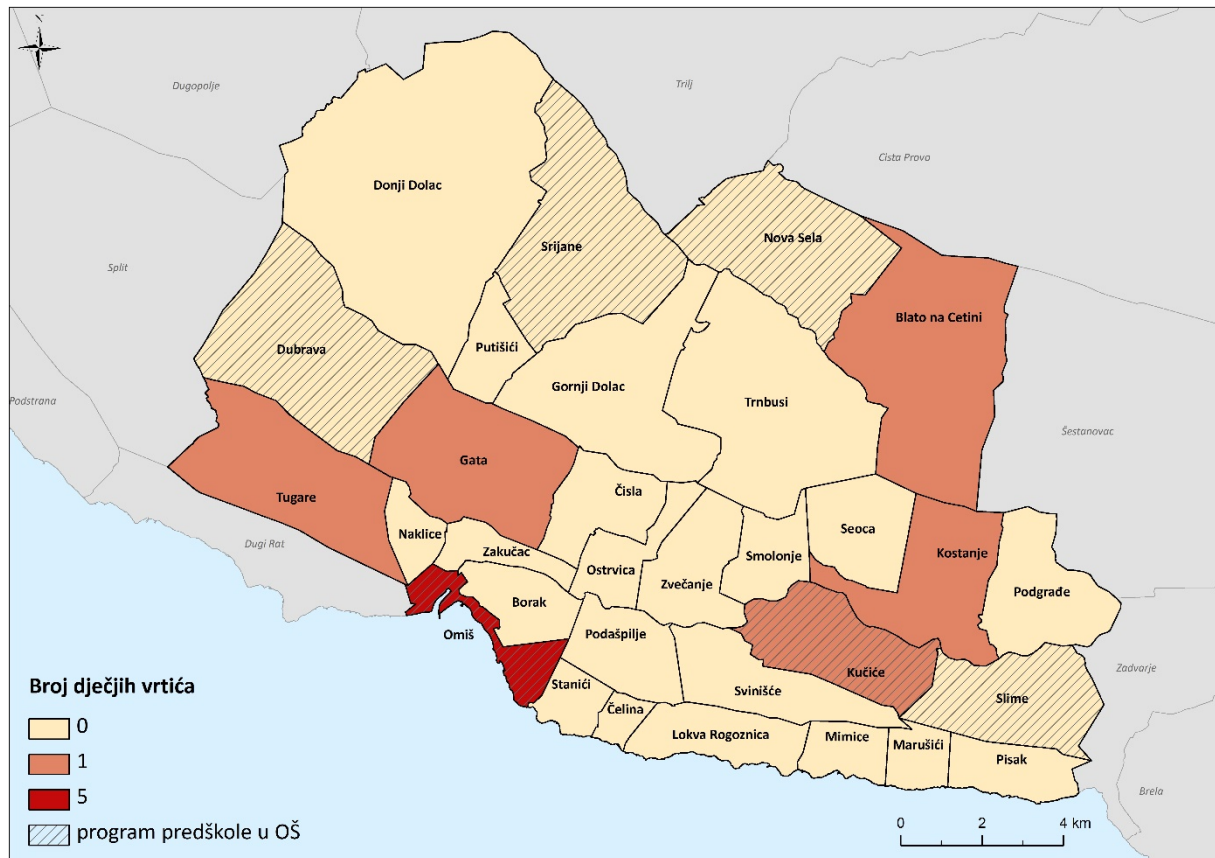 Dugopolje
Trilj
Cista Provo
Donji Dolac
Split
Srijane
Nova Sela
Blato na Cetini
Dubrava
Putišići
Gornji Dolac
Trnbusi
Podstrana
Šestanovac
Gata
Tugare
Čisla
Naklice
Seoca
Dugi Rat
Zakučac
Smolonje
Kostanje
Ostrvica
Zvečanje
Podgrađe
Borak
Omiš
Podašpilje
Kučiće
Zadvarje
Stanići
Svinišće
Slime
Čelina
Lokva Rogoznica
Mimice
Marušići
Pisak
Brela
Broj dječjih vrtića
0
1
5
program predškole u OŠ
0 2 4 km